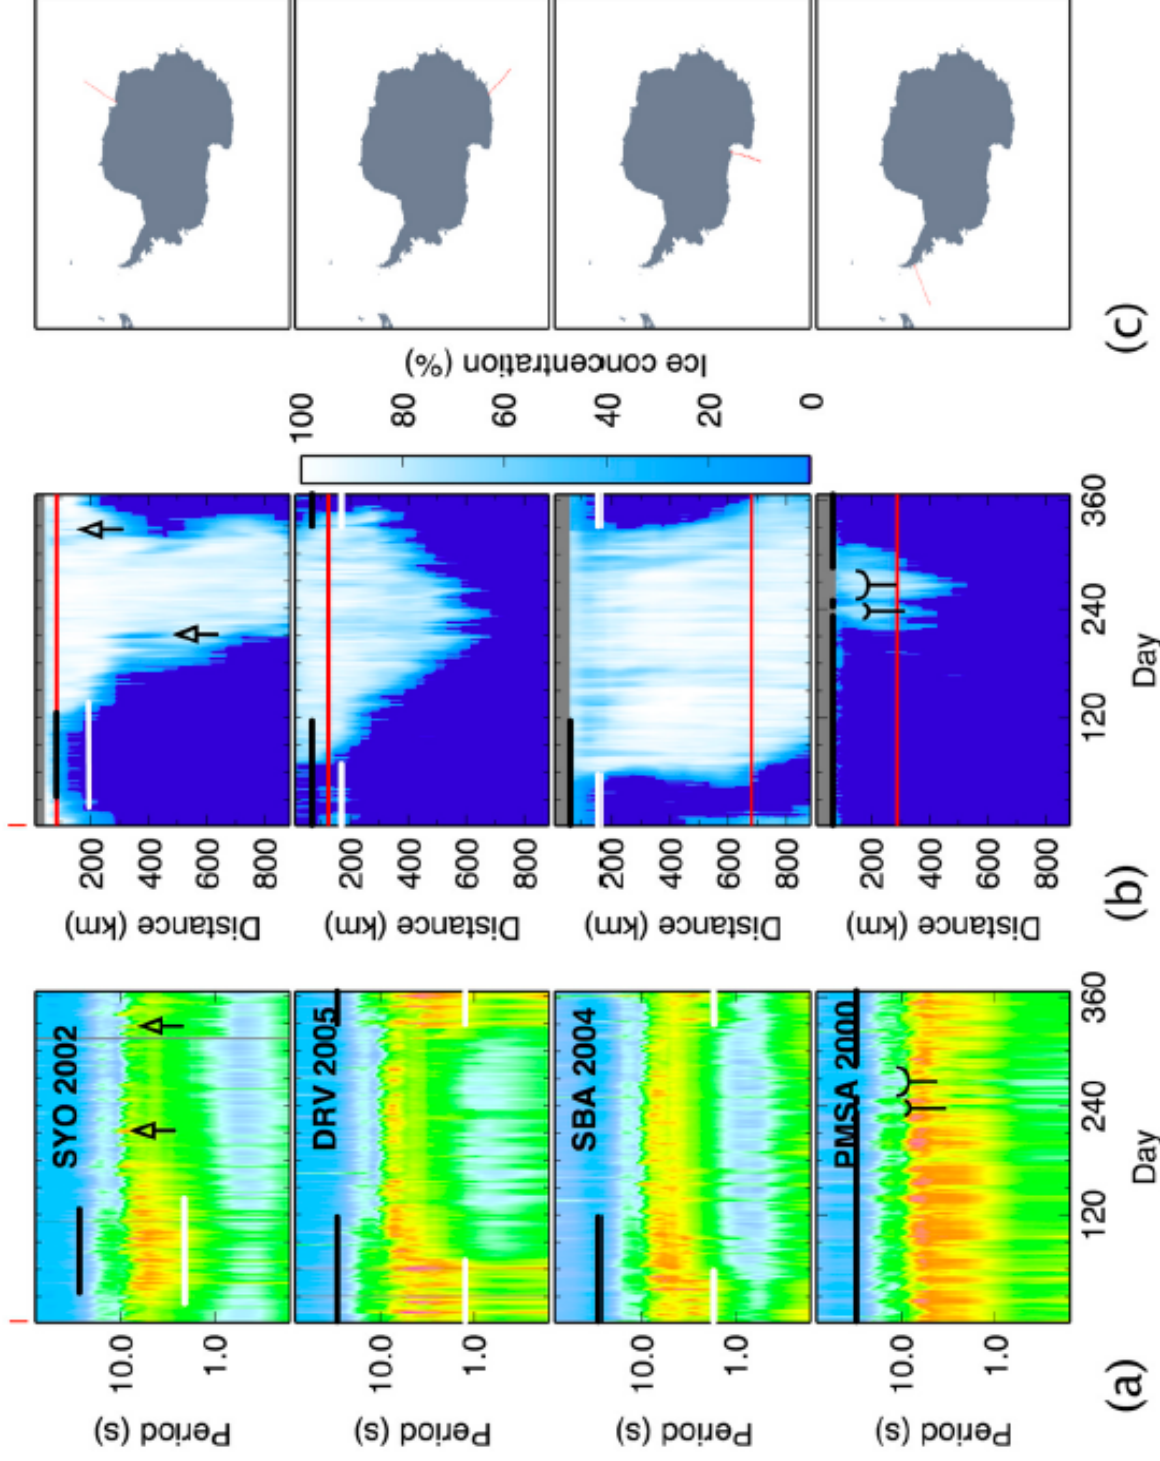 SYO 2002
10.0
1.0
Period (s)
DRV 2005
10.0
1.0
Period (s)
SBA 2004
10.0
1.0
Period (s)
PMSA 2000
10.0
1.0
Period (s)
120
240
360
Day
(a)
200
400
600
800
Distance (km)
200
400
600
800
Distance (km)
200
400
600
800
Distance (km)
200
400
600
800
Distance (km)
120
240
360
Day
(b)
100
80
60
40
20
0
Ice concentration (%)
(c)